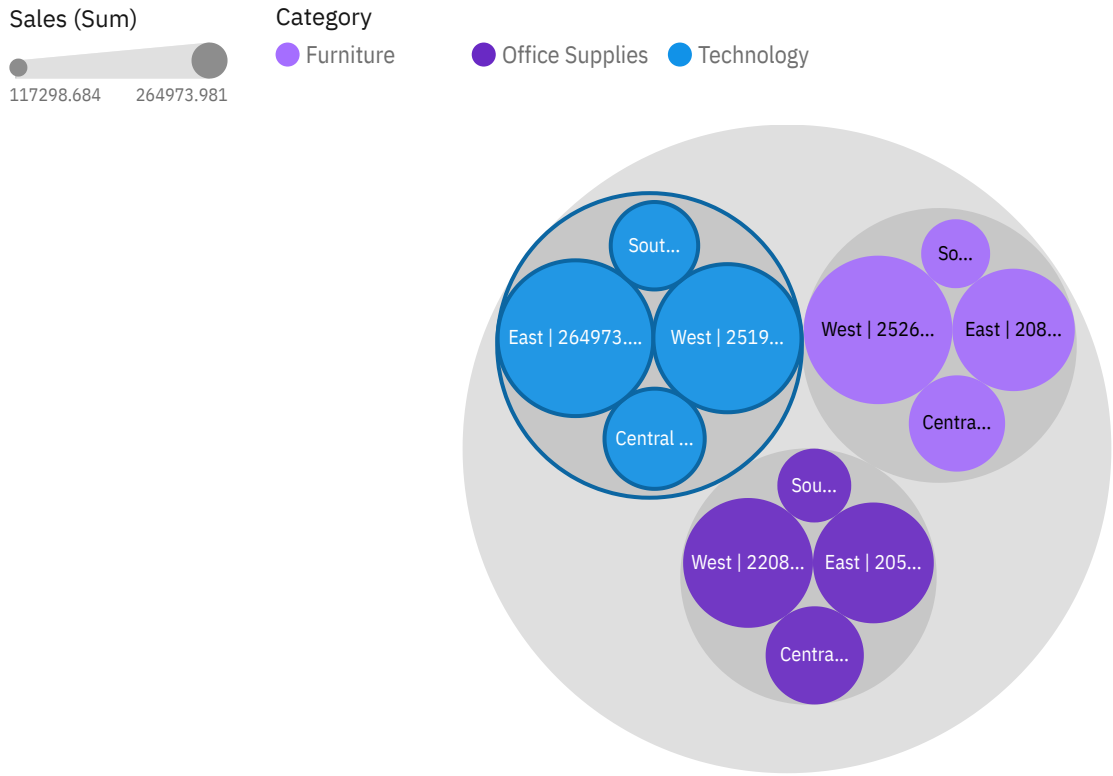 Sales (Sum)
117298.684 264973.981
Category
Furniture Office Supplies Technology
Sout...
East | 264973.... West | 2519...
Central ...
So...
West | 2526... East | 208...
Centra...
Sou...
West | 2208... East | 205...
Centra...